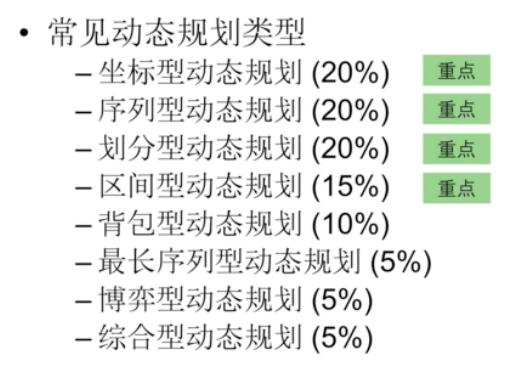 • 常见动态规划类型
– 坐标型动态规划 (20%) 重点
– 序列型动态规划 (20%) 重点
– 划分型动态规划 (20%) 重点
– 区间型动态规划 (15%) 重点
– 背包型动态规划 (10%)
– 最长序列型动态规划 (5%)
– 博弈型动态规划 (5%)
– 综合型动态规划 (5%)